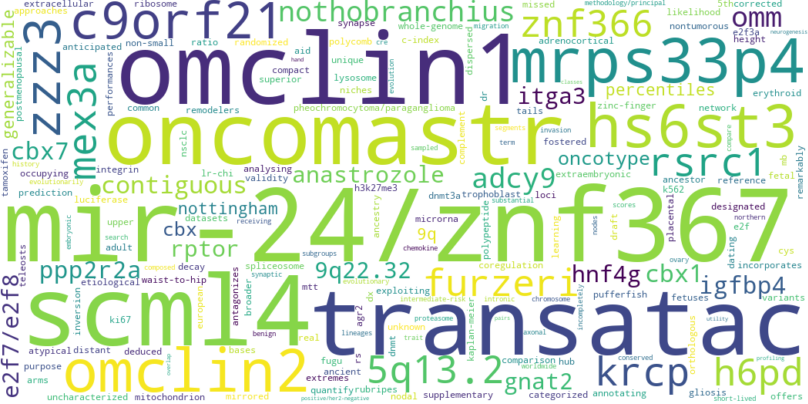 extracellular ribosome
nothobranchius
5thcorrected
methodology/principal
missed
likelihood
omm
c9orf21
approaches
synapse
whole-genome
migration
znf366
nontumorous
e2f3a
neurogenesis
height
generalizable
postmenopausal
zzz3
anticipated
non-small
ratio
randomized
polycomb
cre
c-index
adrenocortical
omclin1
mrps33p4
performances
aid
hand
unique
evolution
dispersed
superior
compact
lysosome
niches
dr
mex3a
common
remodelers
pheochromocytoma/paraganglioma
tails
itga3
percentiles
erythroid
classes
zinc-finger
network
oncomastr
complement
segments
invasion
hs6st3
compare
term
fostered
tamoxifen
cbx7
history
evolutionarily
occupying
integrin
nsclc
lr-chi
sampled
analysing
validity
oncotype
rsrc1
extraembryonic
ancestor
reference
fetal
remarkably
prediction
contiguous
anastrozole
adcy9
h3k27me3
dnmt3a
trophoblast
loci
k562
luciferase
nottingham
microrna
substantial
polypeptide
ancestry
placental
designated
northern
upper
datasets
receiving
cbx
search
adult
rptor
embryonic
9q
chemokine
scores
nodes
draft
learning
e2f
dating
incorporates
cys
ovary
mir-24/znf367
subgroups
coregulation
teleosts
ppp2r2a
composed
decay
spliceosome
synaptic
antagonizes
broader
9q22.32
evolutionary
exploiting
furzeri
hnf4g
cbx1
igfbp4
etiological
waist-to-hip
mtt
dx
intermediate-risk
intronic
chromosome
pufferfish
fetuses
variants
e2f7/e2f8
inversion
ki67
scml4
european
benign
agr2
unknown
kaplan-meier
proteasome
axonal
incompletely
utility
orthologous
transatac
atypical
distant
deduced
real
lineages
trait
dnmt
pairs
conserved
profiling
purpose
bases
fugu
rs
comparison
hub
worldwide
arms
omclin2
overlap
ancient
extremes
5q13.2
gnat2
krcp
h6pd
annotating
gliosis
uncharacterized
mitochondrion
mirrored
quantify
rubripes
positive/her2-negative
nodal
supplementary
categorized
short-lived
offers